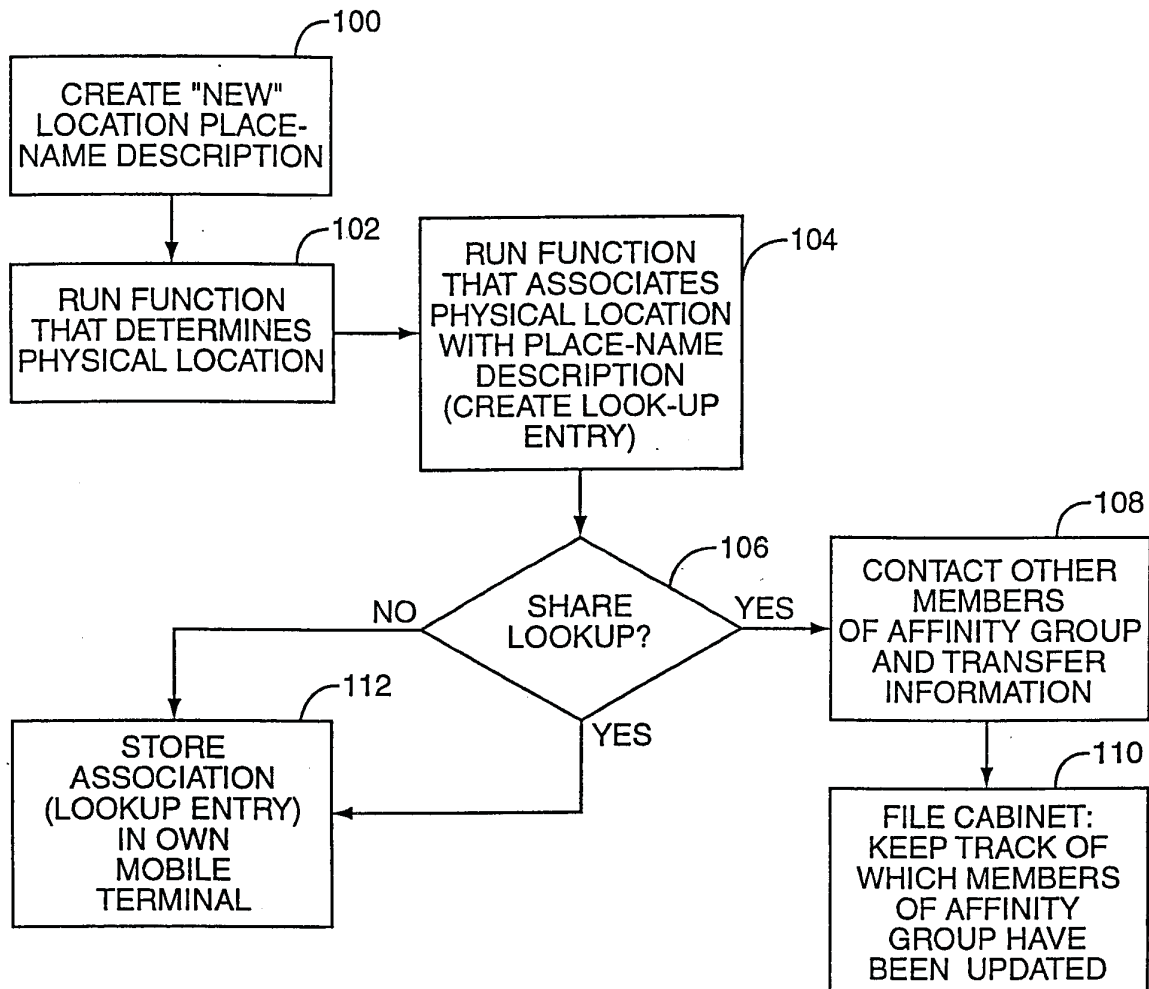 100
CREATE "NEW"
LOCATION PLACE-
NAME DESCRIPTION
102
RUN FUNCTION
THAT DETERMINES
PHYSICAL LOCATION
104
RUN FUNCTION
THAT ASSOCIATES
PHYSICAL LOCATION
WITH PLACE-NAME
DESCRIPTION
(CREATE LOOK-UP
ENTRY)
106
SHARE
LOOKUP?
NO
YES
YES
108
CONTACT OTHER
MEMBERS
OF AFFINITY GROUP
AND TRANSFER
INFORMATION
110
FILE CABINET:
KEEP TRACK OF
WHICH MEMBERS
OF AFFINITY
GROUP HAVE
BEEN UPDATED
112
STORE
ASSOCIATION
(LOOKUP ENTRY)
IN OWN
MOBILE
TERMINAL